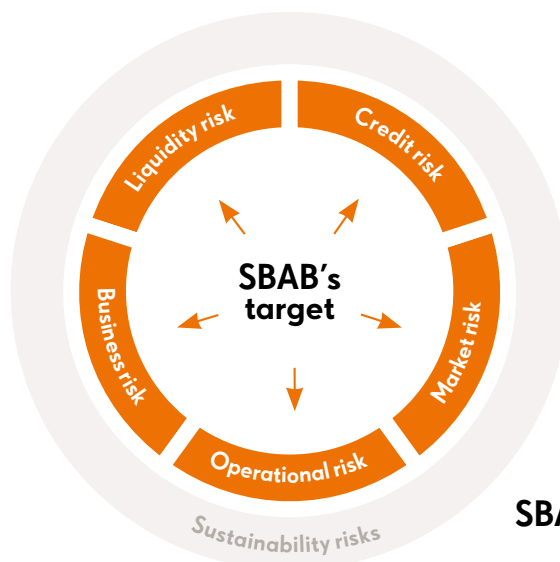 Liquidity risk
Credit risk
SBAB's
target
Business risk
Market risk
Operational risk
Sustainability risks